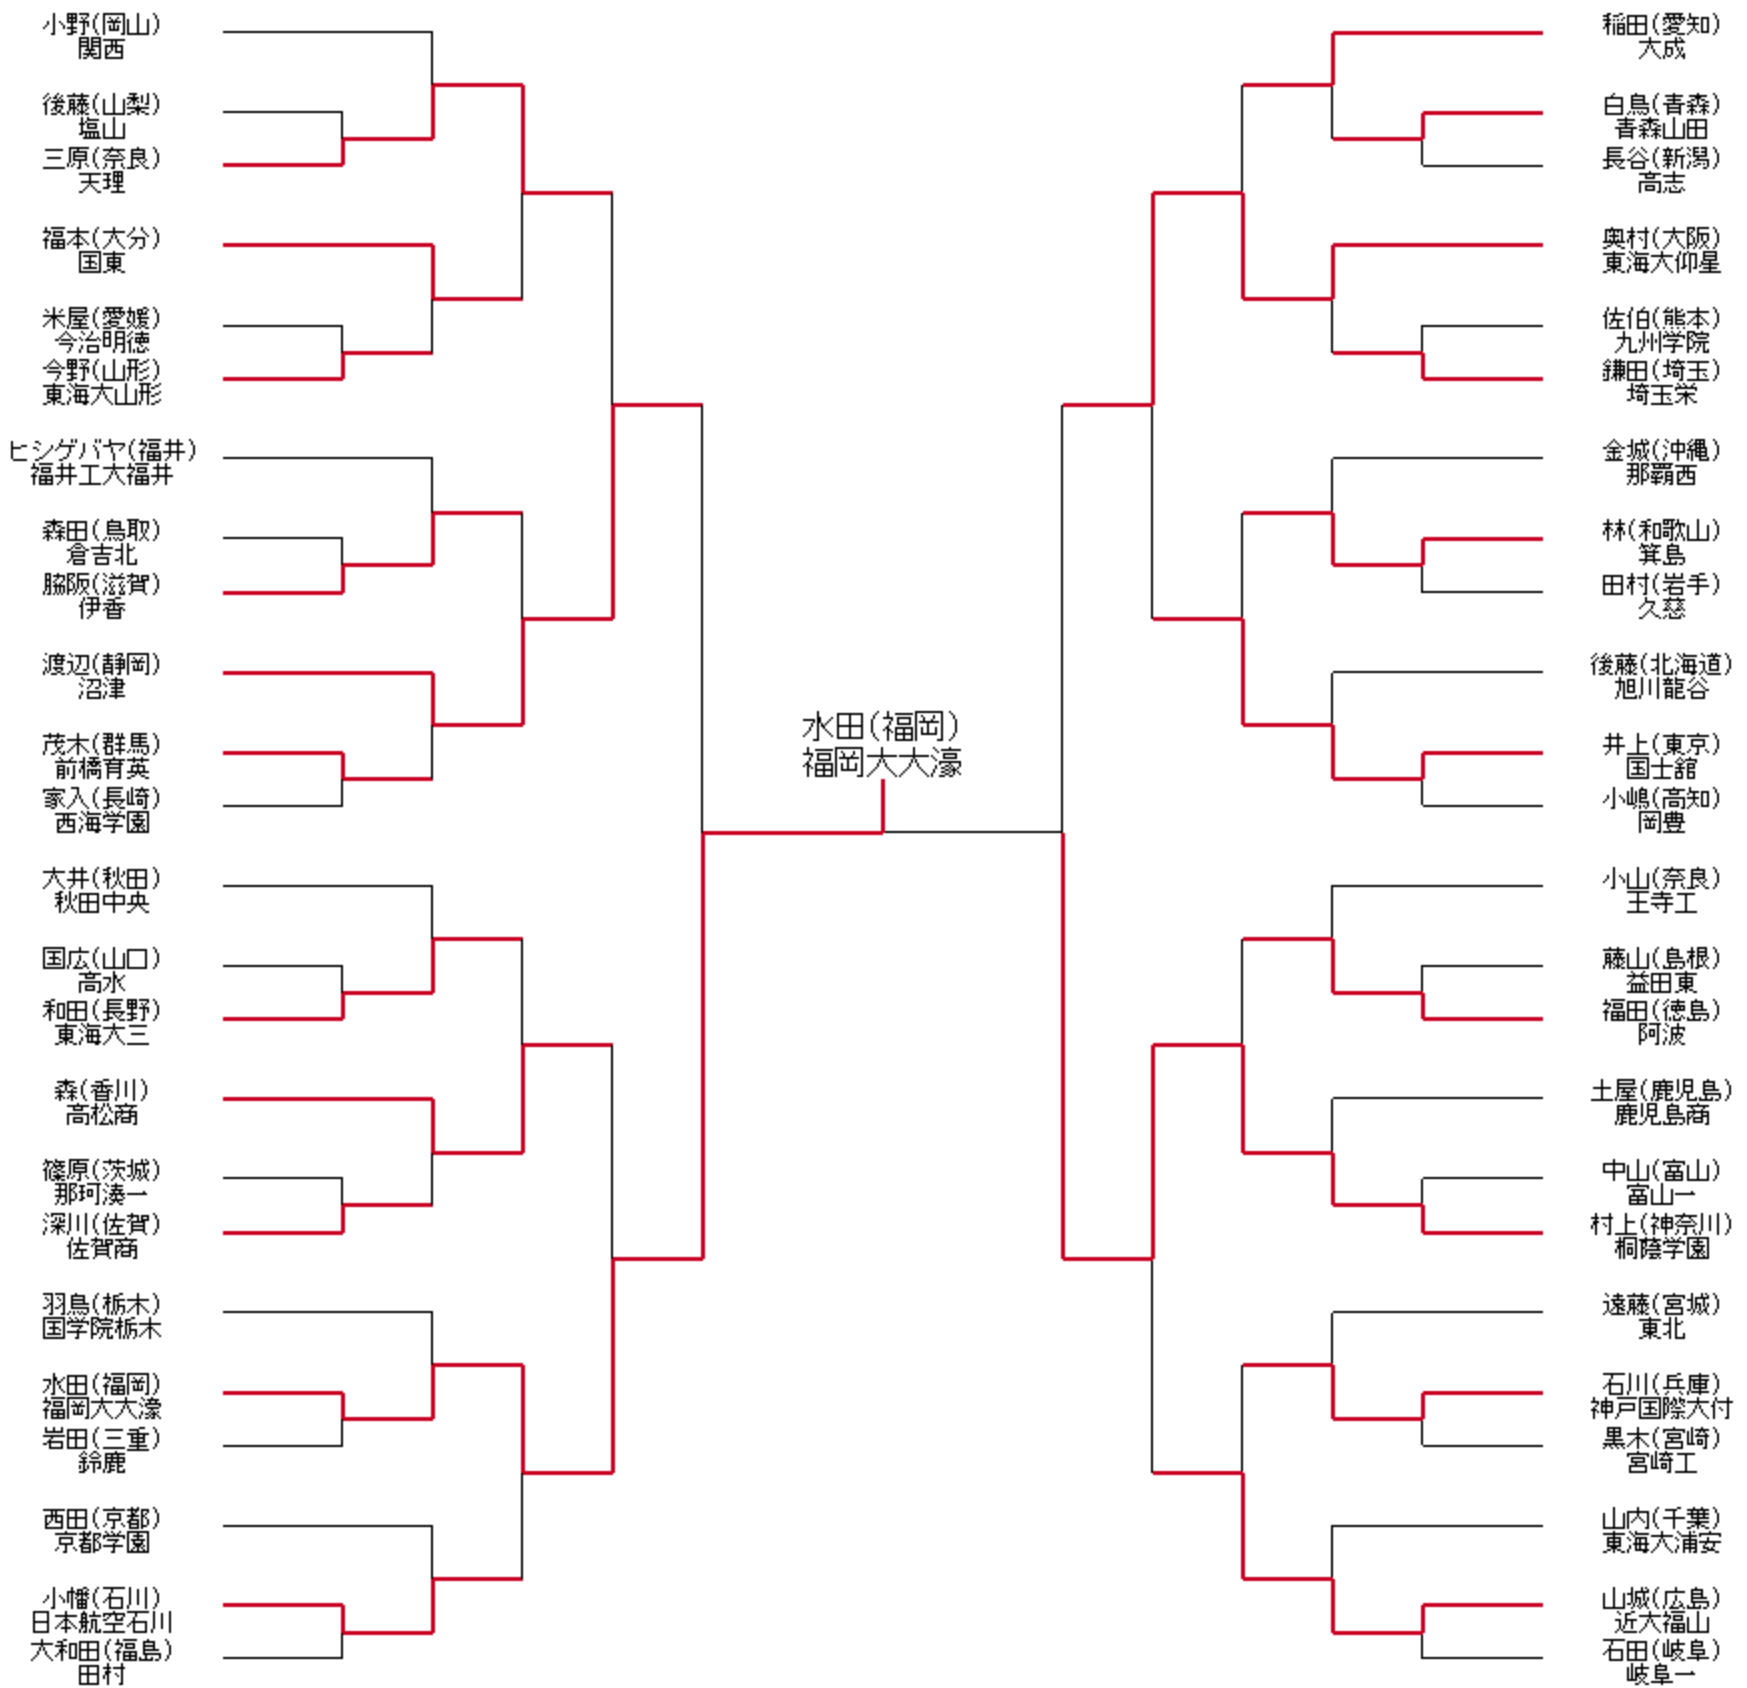 小野(岡山)
関西
後藤(山梨)
塩山
三原(奈良)
天理
福本(大分)
国東
米屋(愛媛)
今治明徳
今野(山形)
東海大山形
ヒシゲバヤ(福井)
福井工大福井
森田(鳥取)
倉吉北
脇阪(滋賀)
伊香
渡辺(静岡)
沼津
茂木(群馬)
前橋育英
家入(長崎)
西海学園
大井(秋田)
秋田中央
国広(山口)
高水
和田(長野)
東海大三
森(香川)
高松商
篠原(茨城)
那珂湊一
深川(佐賀)
佐賀商
羽鳥(栃木)
国学院栃木
水田(福岡)
福岡大大濠
岩田(三重)
鈴鹿
西田(京都)
京都学園
小幡(石川)
日本航空石川
大和田(福島)
田村
水田(福岡)
福岡大大濠
稲田(愛知)
大成
白鳥(青森)
青森山田
長谷(新潟)
高志
奥村(大阪)
東海大仰星
佐伯(熊本)
九州学院
鎌田(埼玉)
埼玉栄
金城(沖縄)
那覇西
林(和歌山)
箕島
田村(岩手)
久慈
後藤(北海道)
旭川龍谷
井上(東京)
国士舘
小嶋(高知)
岡豊
小山(奈良)
王寺工
藤山(島根)
益田東
福田(徳島)
阿波
土屋(鹿児島)
鹿児島商
中山(富山)
富山一
村上(神奈川)
桐蔭学園
遠藤(宮城)
東北
石川(兵庫)
神戸国際大付
黒木(宮崎)
宮崎工
山内(千葉)
東海大浦安
山城(広島)
近大福山
石田(岐阜)
岐阜一